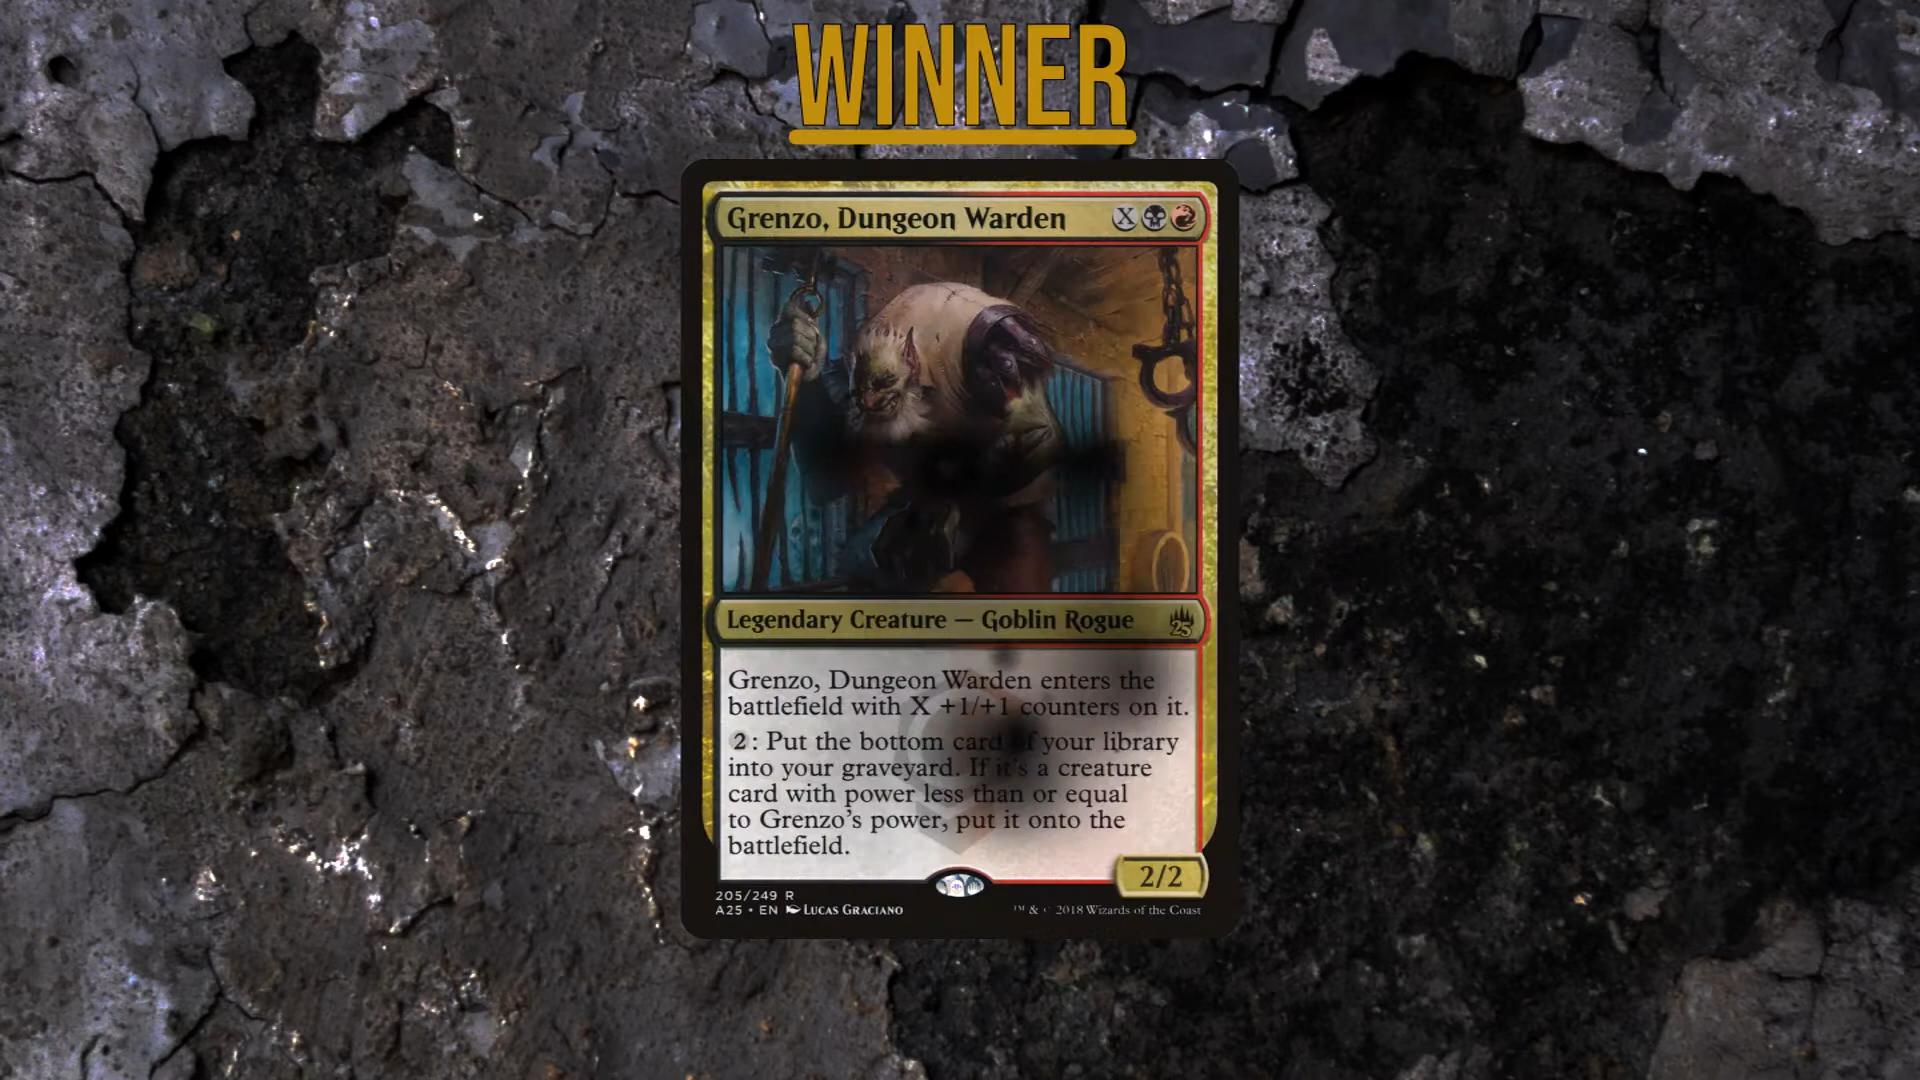 WINNER
Grenzo, Dungeon Warden X
Legendary Creature — Goblin Rogue
25
Grenzo, Dungeon Warden enters the
battlefield with X +1/+1 counters on it.
2: Put the bottom card of your library
into your graveyard. If it's a creature
card with power less than or equal
to Grenzo's power, put it onto the
battlefield.
2/2
205/249 R
A25 • EN Lucas Graciano
™ & © 2018 Wizards of the Coast